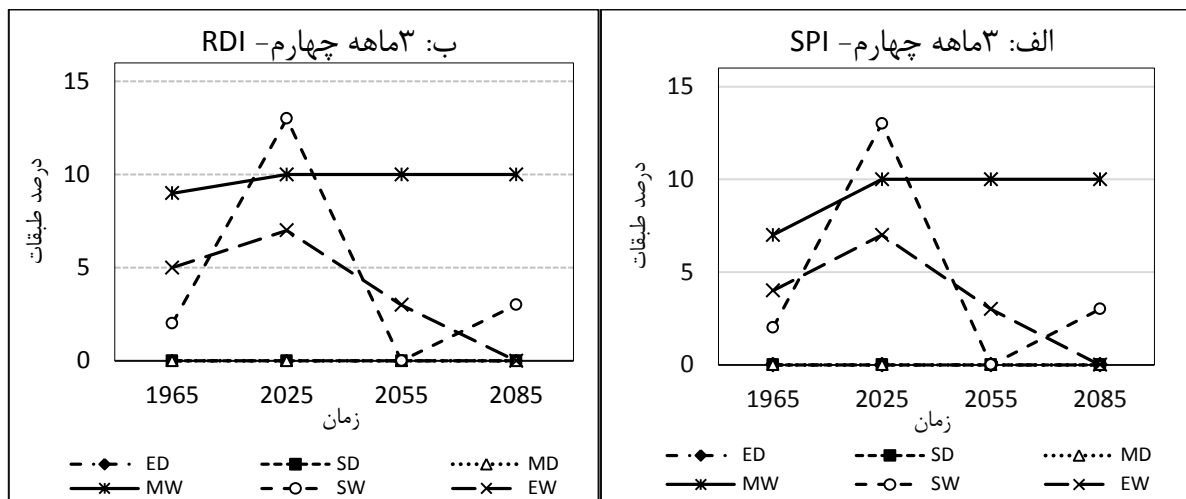 ب: ۳ماهه چهارم- RDI
15
10
5
0
درصد طبقات
1965 2025 2055 2085
زمان
ED SD MD
MW SW EW
الف: ۳ماهه چهارم- SPI
15
10
5
0
درصد طبقات
1965 2025 2055 2085
زمان
ED SD MD
MW SW EW